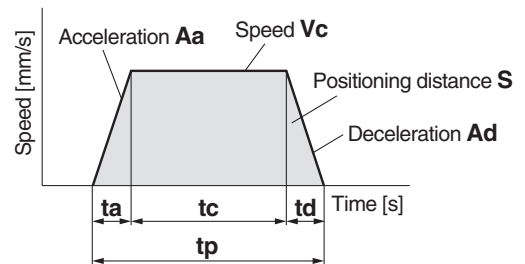 Acceleration Aa
Speed Vc
Positioning distance S
Deceleration Ad
Speed [mm/s]
ta
tc
td
Time [s]
tp